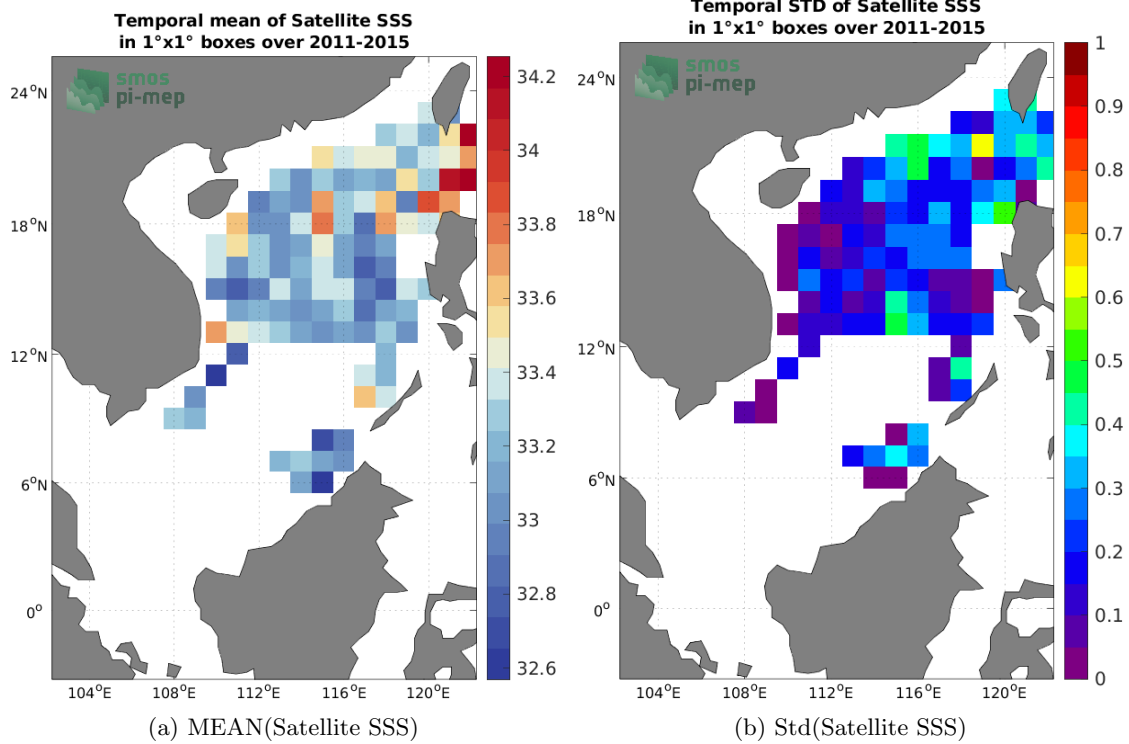 Temporal mean of Satellite SSS
in 1°x1° boxes over 2011-2015
smos
pi-mep
24°N
18°N
12°N
6°N
0°
104°E 108°E 112°E 116°E 120°E
34.2
34
33.8
33.6
33.4
33.2
33
32.8
32.6
(a) MEAN(Satellite SSS)
Temporal STD of Satellite SSS
in 1°x1° boxes over 2011-2015
smos
pi-mep
24°N
18°N
12°N
6°N
0°
104°E 108°E 112°E 116°E 120°E
1
0.9
0.8
0.7
0.6
0.5
0.4
0.3
0.2
0.1
0
(b) Std(Satellite SSS)